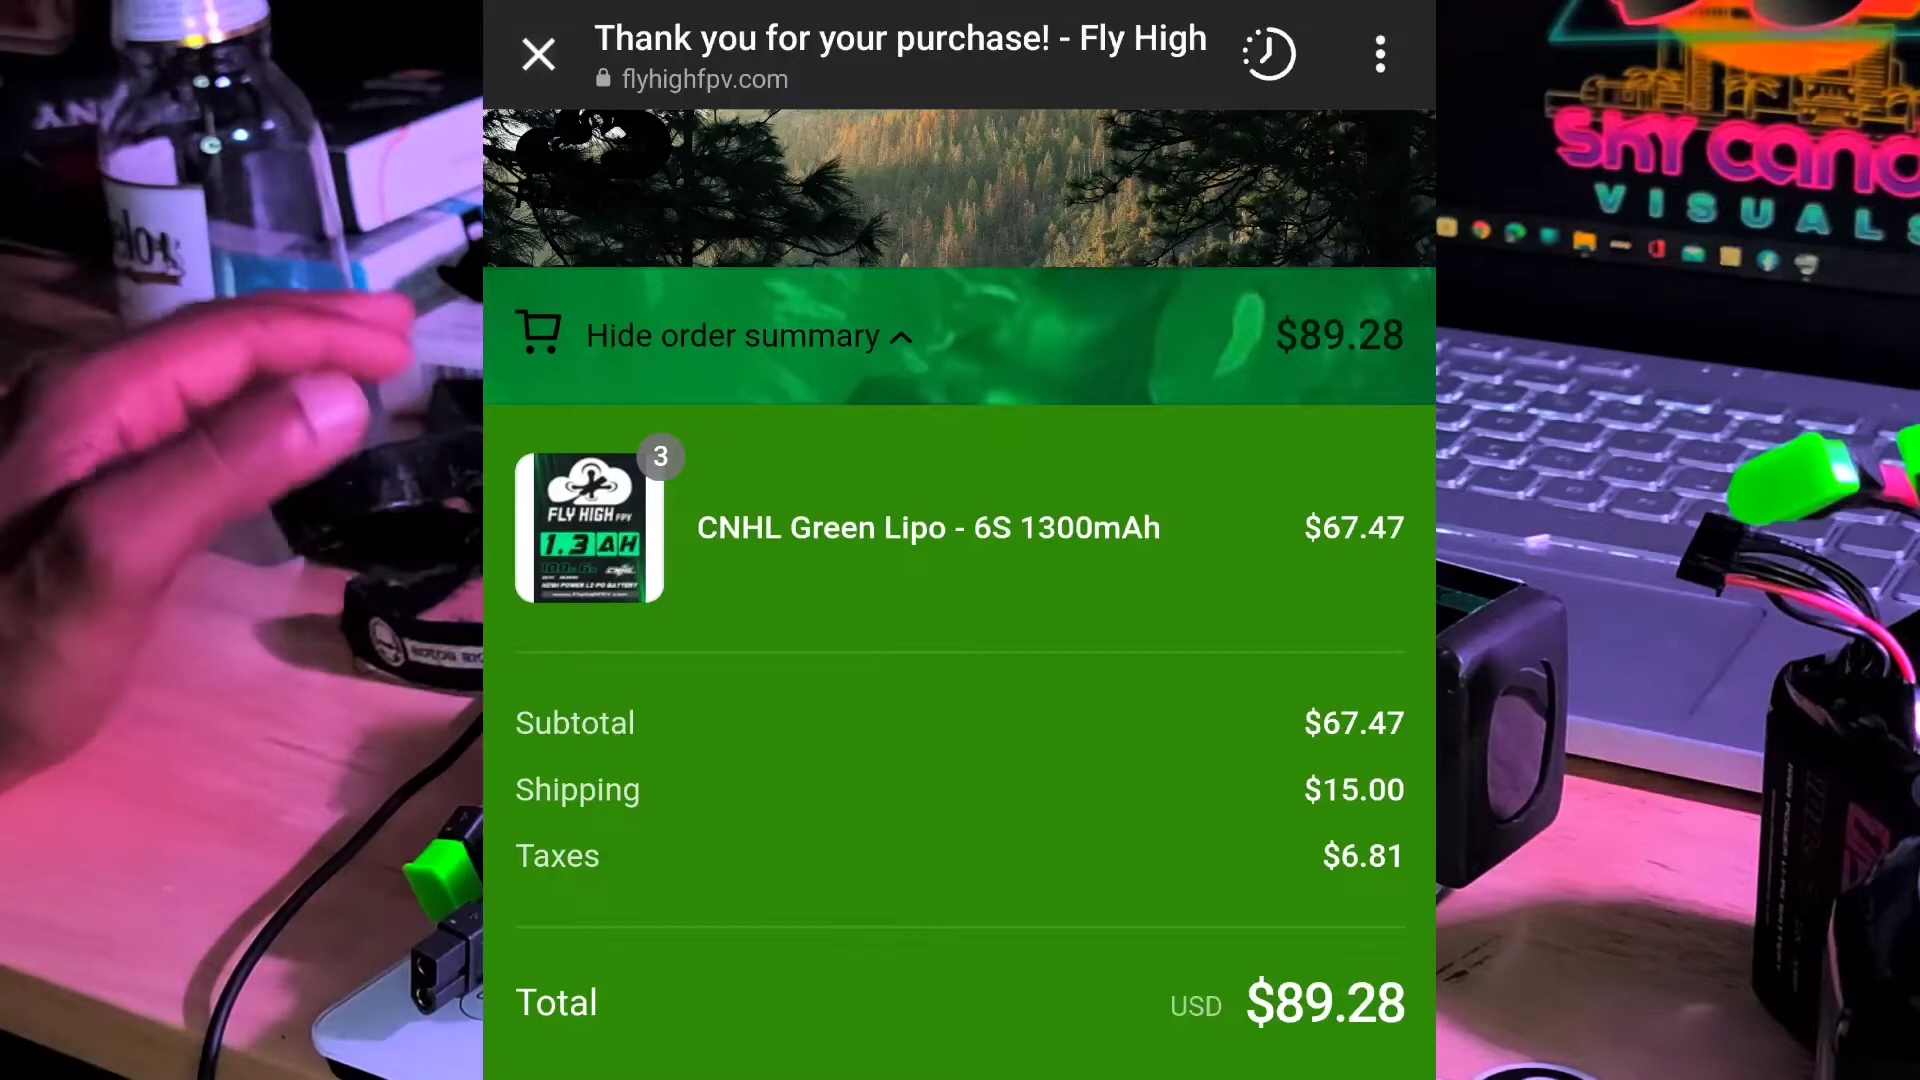 Thank you for your purchase! - Fly High
flyhighfpv.com
Hide order summary
$89.28
3
FLY HIGH FPV
1.3AH
CNHL Green Lipo - 6S 1300mAh
$67.47
Subtotal
$67.47
Shipping
$15.00
Taxes
$6.81
Total
USD
$89.28
SKY
VISUALS